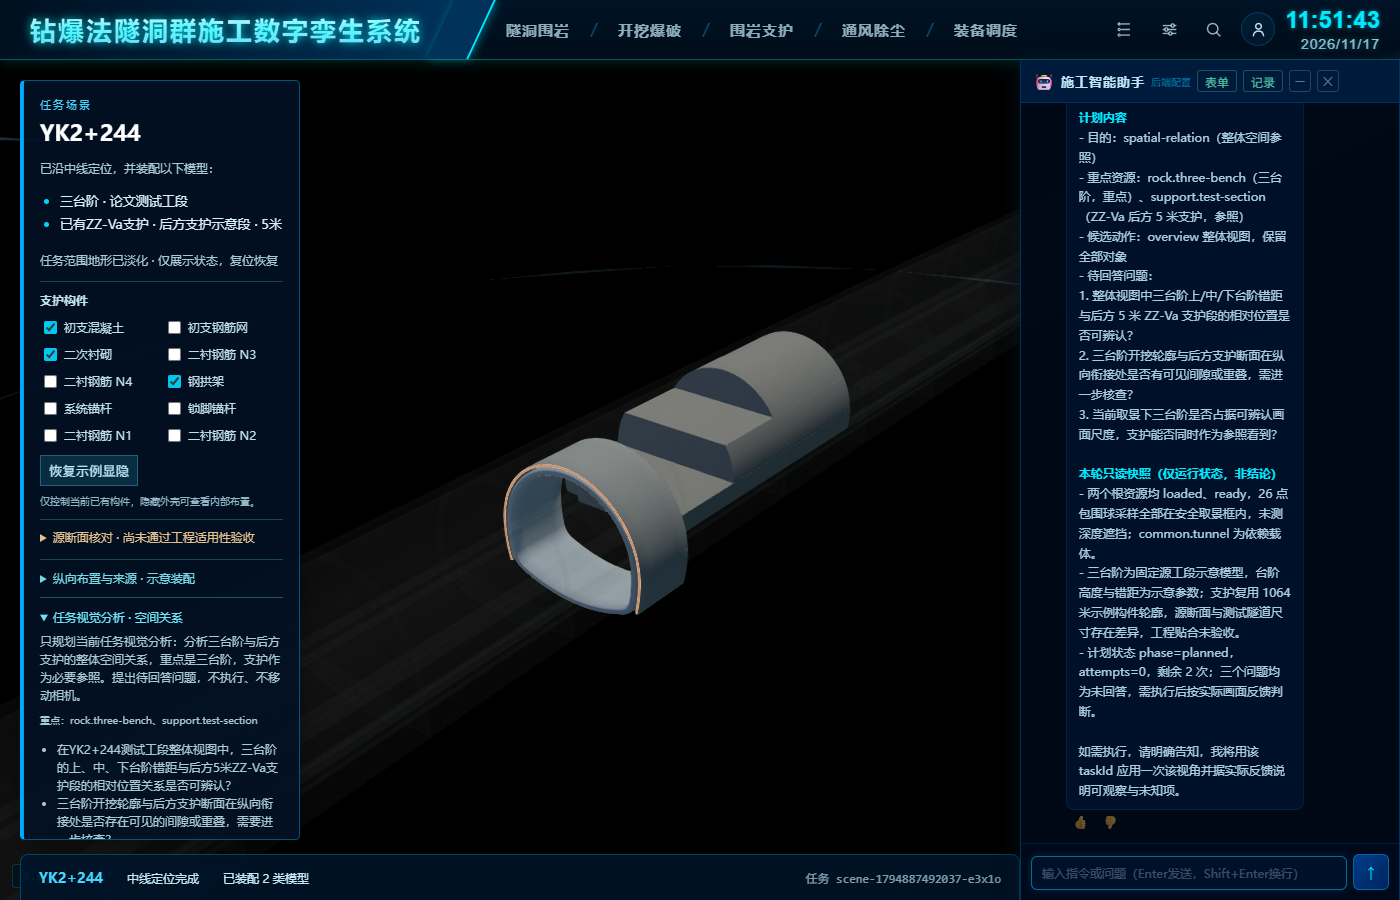 钻爆法隧洞群施工数字孪生系统
隧洞围岩 / 开挖爆破 / 围岩支护 / 通风除尘 / 装备调度
11:51:43
2026/11/17
任务场景
YK2+244
已沿中线定位，并装配以下模型：
三台阶 · 论文测试工段
已有ZZ-Va支护 · 后方支护示意段 · 5米
任务范围地形已淡化 · 仅展示状态，复位恢复
支护构件
初支混凝土 初支钢筋网
二次衬砌 二衬钢筋 N3
二衬钢筋 N4 钢拱架
系统锚杆 锁脚锚杆
二衬钢筋 N1 二衬钢筋 N2
恢复示例显隐
仅控制当前已有构件，隐藏外壳可查看内部布置。
源断面核对 · 尚未通过工程适用性验收
纵向布置与来源 · 示意装配
任务视觉分析 · 空间关系
只规划当前任务视觉分析：分析三台阶与后方
支护的整体空间关系，重点是三台阶，支护作
为必要参照。提出待回答问题，不执行、不移
动相机。
重点：rock.three-bench、support.test-section
在YK2+244测试工段整体视图中，三台阶
的上、中、下台阶错距与后方5米ZZ-Va支
护段的相对位置关系是否可辨认？
三台阶开挖轮廓与后方支护断面在纵向衔
接处是否存在可见的间隙或重叠，需要进
一步核查？
YK2+244 中线定位完成 已装配 2 类模型
任务 scene-1794887492037-e3x1o
施工智能助手 后端配置 表单 记录
计划内容
- 目的：spatial-relation（整体空间参
照）
- 重点资源：rock.three-bench（三台
阶，重点）、support.test-section
（ZZ-Va 后方 5 米支护，参照）
- 候选动作：overview 整体视图，保留
全部对象
- 待回答问题：
1. 整体视图中三台阶上/中/下台阶错距
与后方 5 米 ZZ-Va 支护段的相对位置是
否可辨认？
2. 三台阶开挖轮廓与后方支护断面在纵
向衔接处是否有可见间隙或重叠，需进
一步核查？
3. 当前取景下三台阶是否占据可辨认画
面尺度，支护能否同时作为参照看到？
本轮只读快照（仅运行状态，非结论）
- 两个根资源均 loaded、ready，26 点
包围球采样全部在安全取景框内，未测
深度遮挡；common.tunnel 为依赖载
体。
- 三台阶为固定源工段示意模型，台阶
高度与错距为示意参数；支护复用 1064
米示例构件轮廓，源断面与测试隧道尺
寸存在差异，工程贴合未验收。
- 计划状态 phase=planned，
attempts=0，剩余 2 次；三个问题均
为未回答，需执行后按实际画面反馈判
断。
如需执行，请明确告知，我将用该
taskId 应用一次该视角并据实际反馈说
明可观察与未知项。
输入指令或问题（Enter发送，Shift+Enter换行）